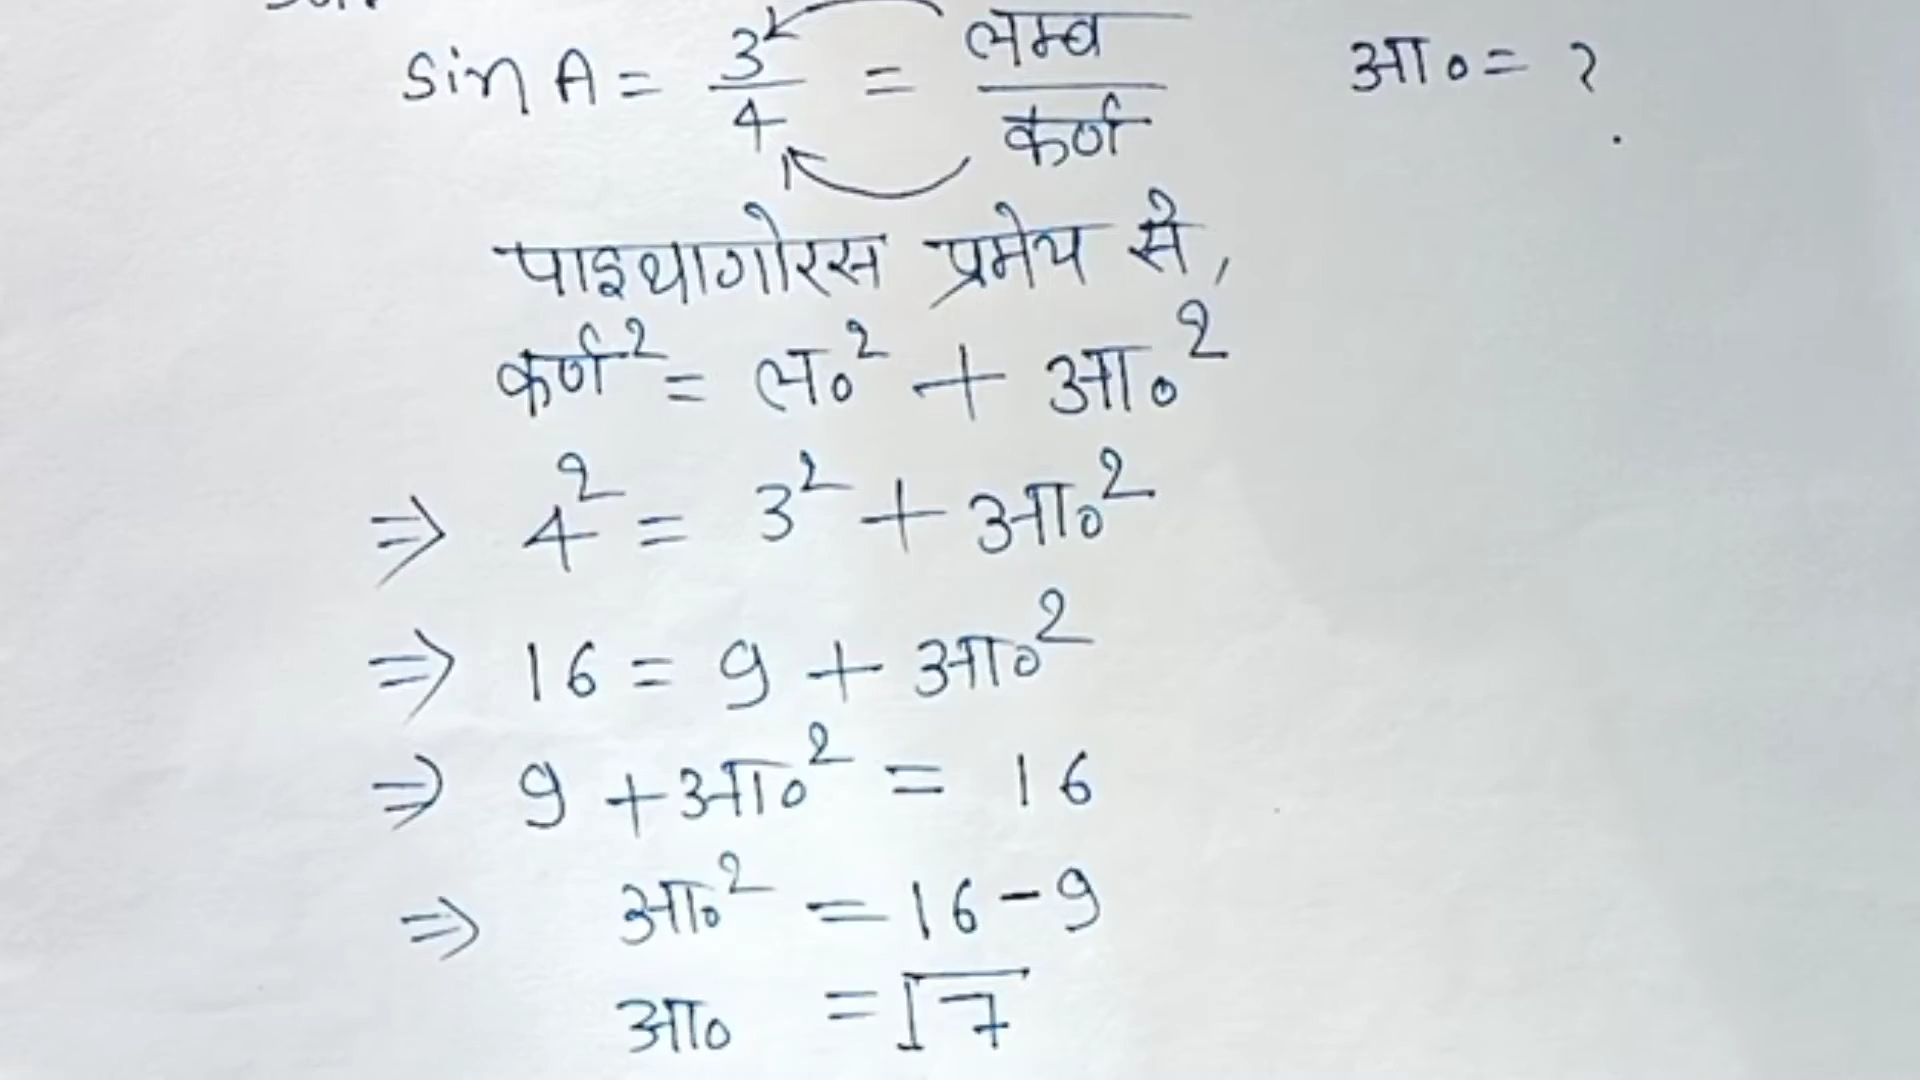 sin A = 3/4 = लम्ब/कर्ण आ० = ?
पाइथागोरस प्रमेय से,
कर्ण² = ल०² + आ०²
⇒ 4² = 3² + आ०²
⇒ 16 = 9 + आ०²
⇒ 9 + आ०² = 16
⇒ आ०² = 16 - 9
आ० = √7